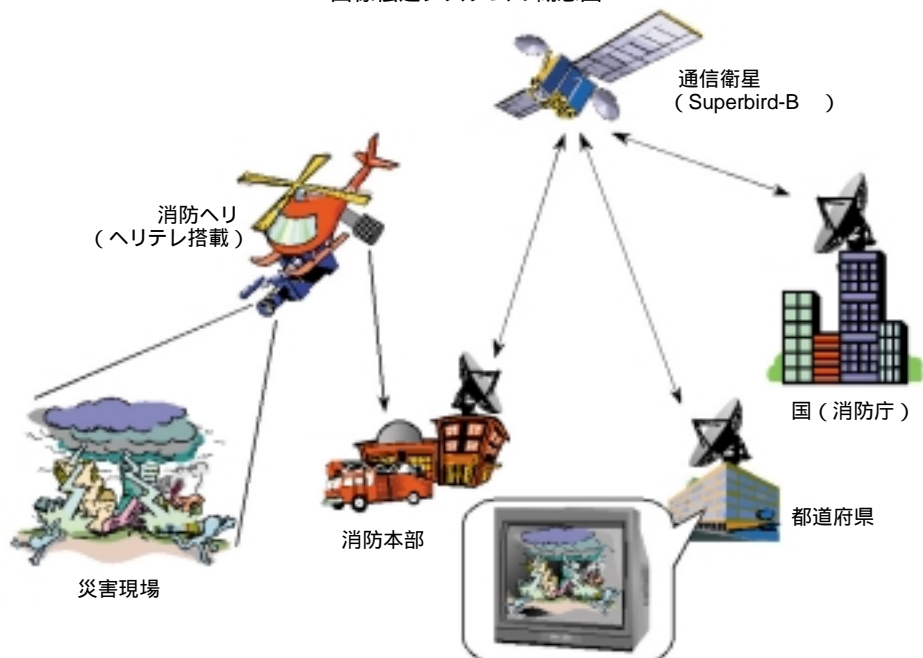 通信衛星
（Superbird-B　）
消防ヘリ
（ヘリテレ搭載）
国（消防庁）
都道府県
消防本部
災害現場